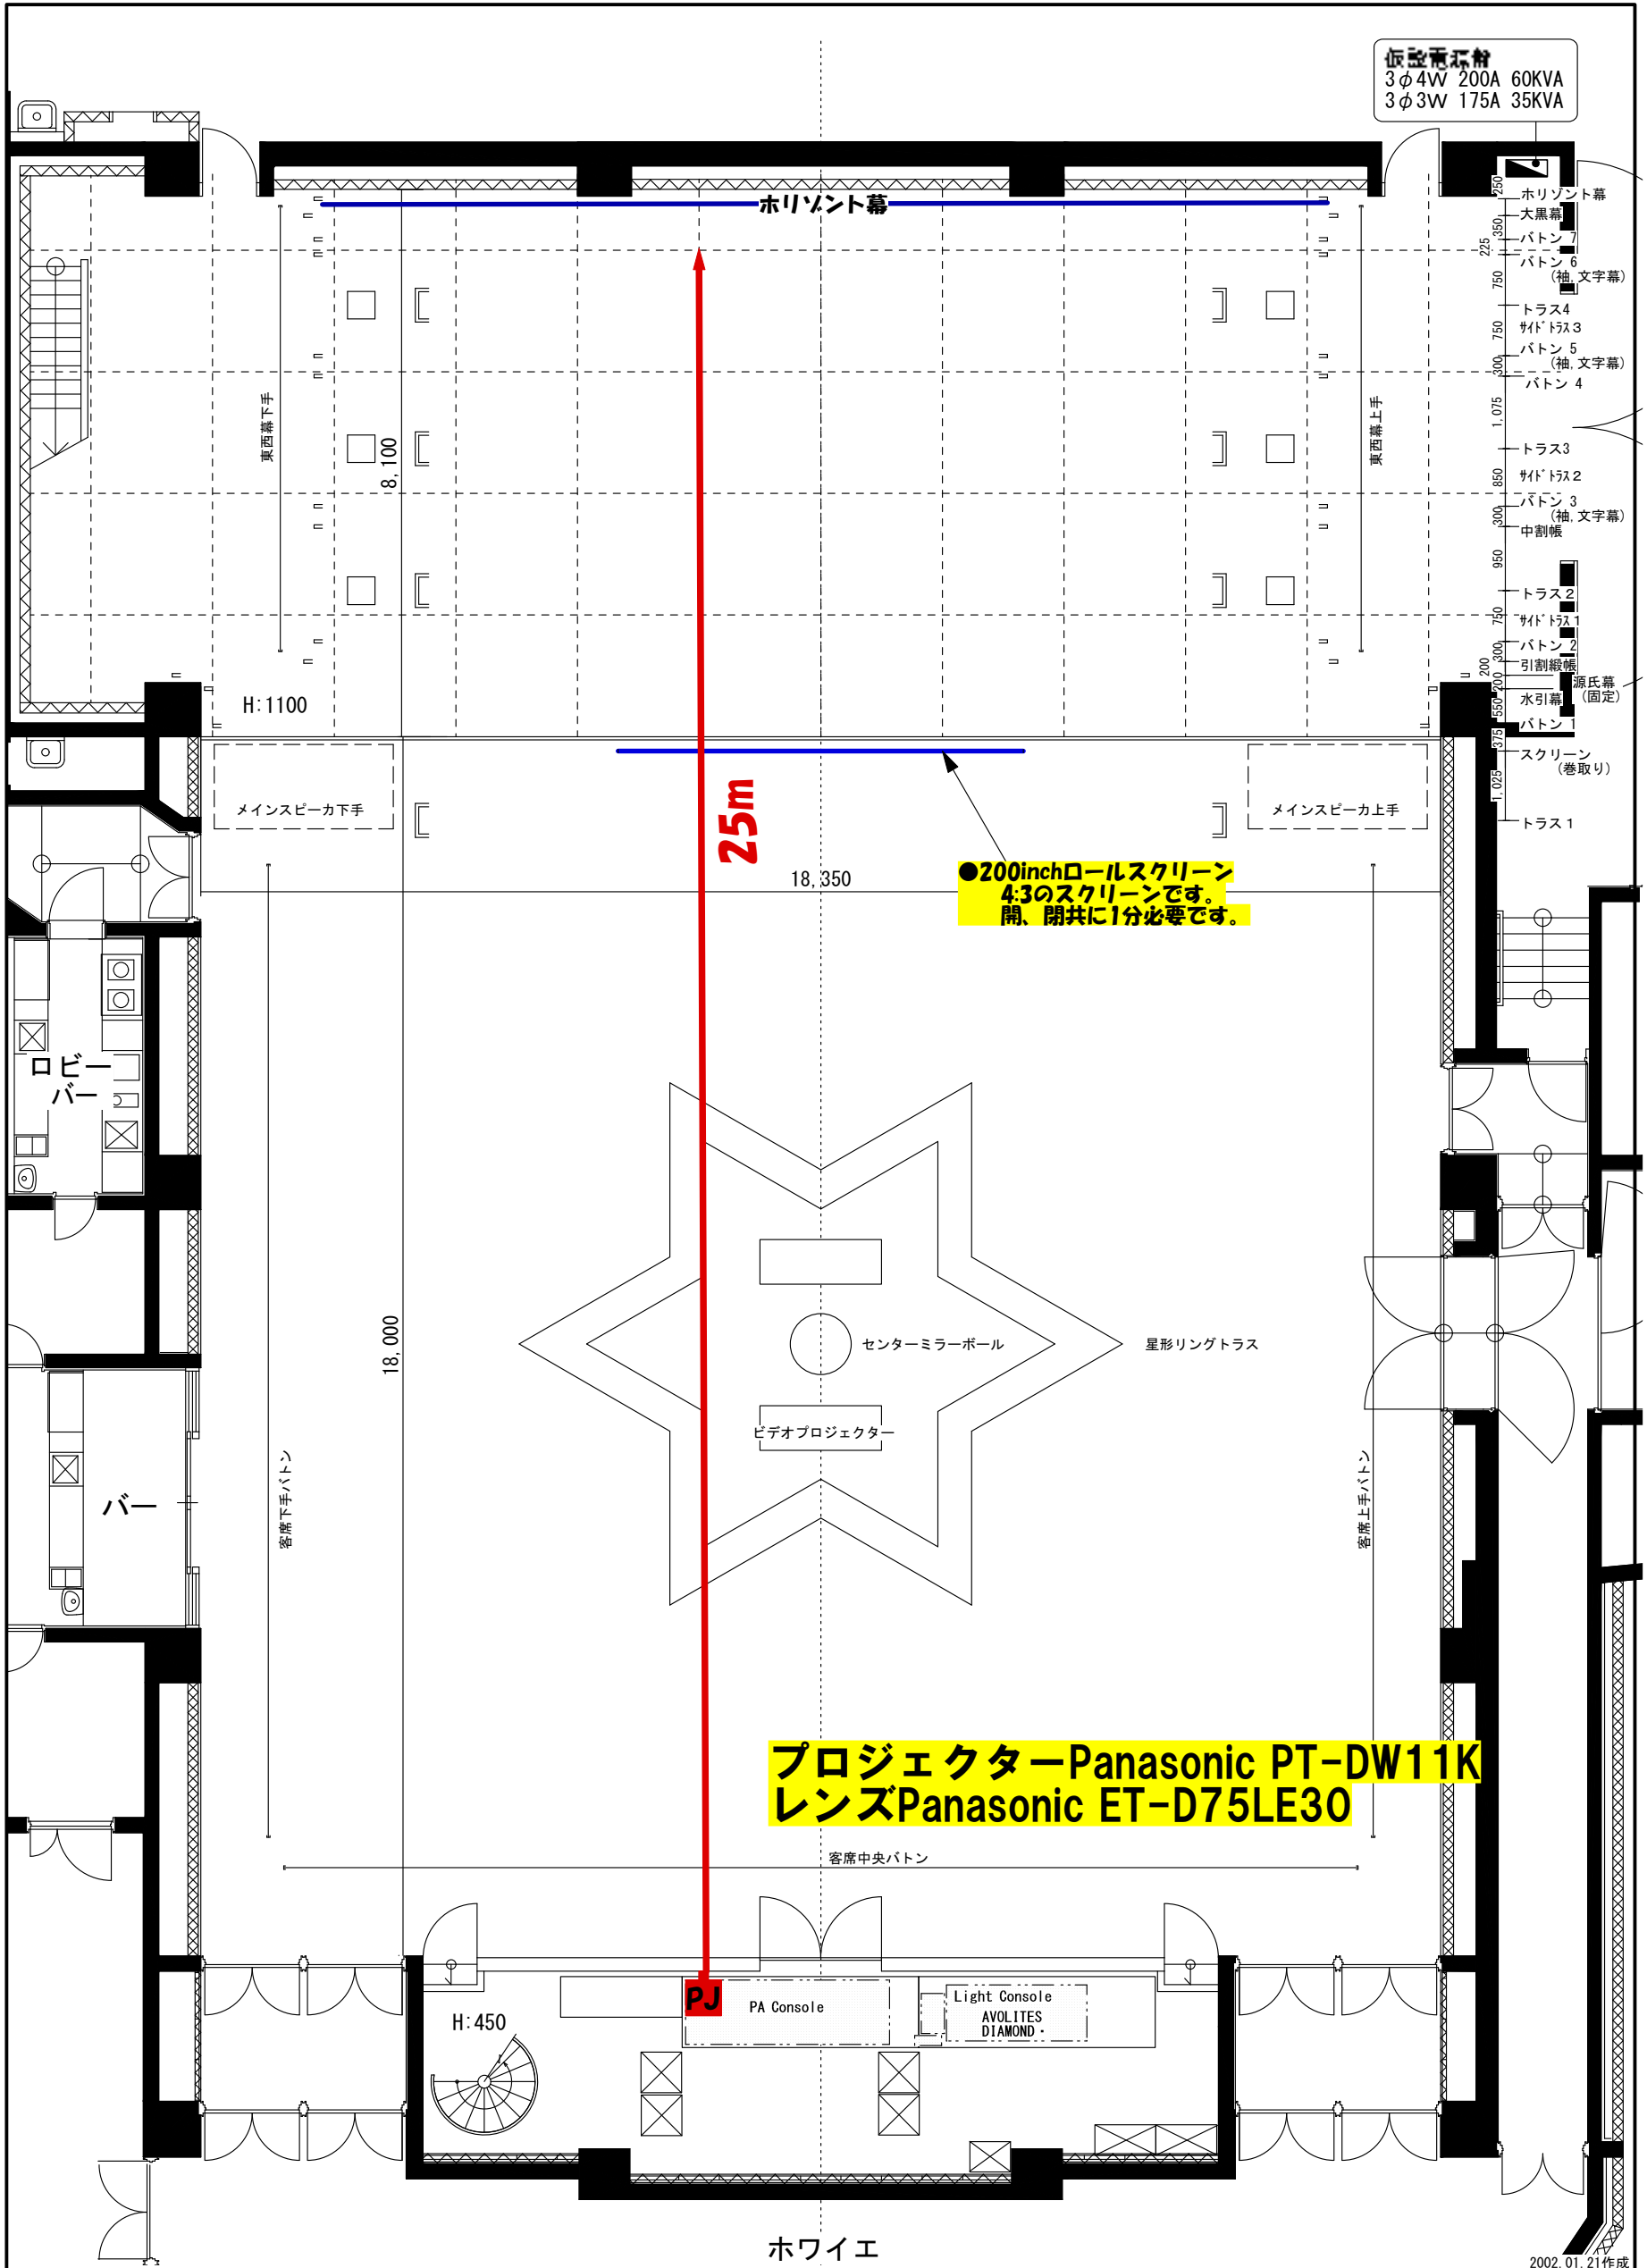 仮設電源盤
3φ4W 200A 60KVA
3φ3W 175A 35KVA
ホリゾント幕
250
ホリゾント幕
大黒幕
350
バトン 7
225
バトン 6
(袖,文字幕)
750
トラス4
サイドトラス3
750
バトン 5
(袖,文字幕)
300
バトン 4
1,075
トラス3
サイドトラス2
850
バトン 3
(袖,文字幕)
300
中割帳
950
トラス2
サイドトラス1
750
バトン 2
300
引割緞帳
200
源氏幕
(固定)
200
水引幕
550
バトン 1
375
スクリーン
(巻取り)
1,025
トラス1
東西幕下手
8,100
東西幕上手
H:1100
メインスピーカ下手
25m
メインスピーカ上手
18,350
●200inchロールスクリーン
4:3のスクリーンです。
開、閉共に1分必要です。
ロビー
バー
18,000
センターミラーボール
星形リングトラス
ビデオプロジェクター
バー
客席下手バトン
客席上手バトン
プロジェクターPanasonic PT-DW11K
レンズPanasonic ET-D75LE30
客席中央バトン
PJ
PA Console
Light Console
AVOLITES
DIAMOND・
H:450
ホワイエ
2002.01.21作成